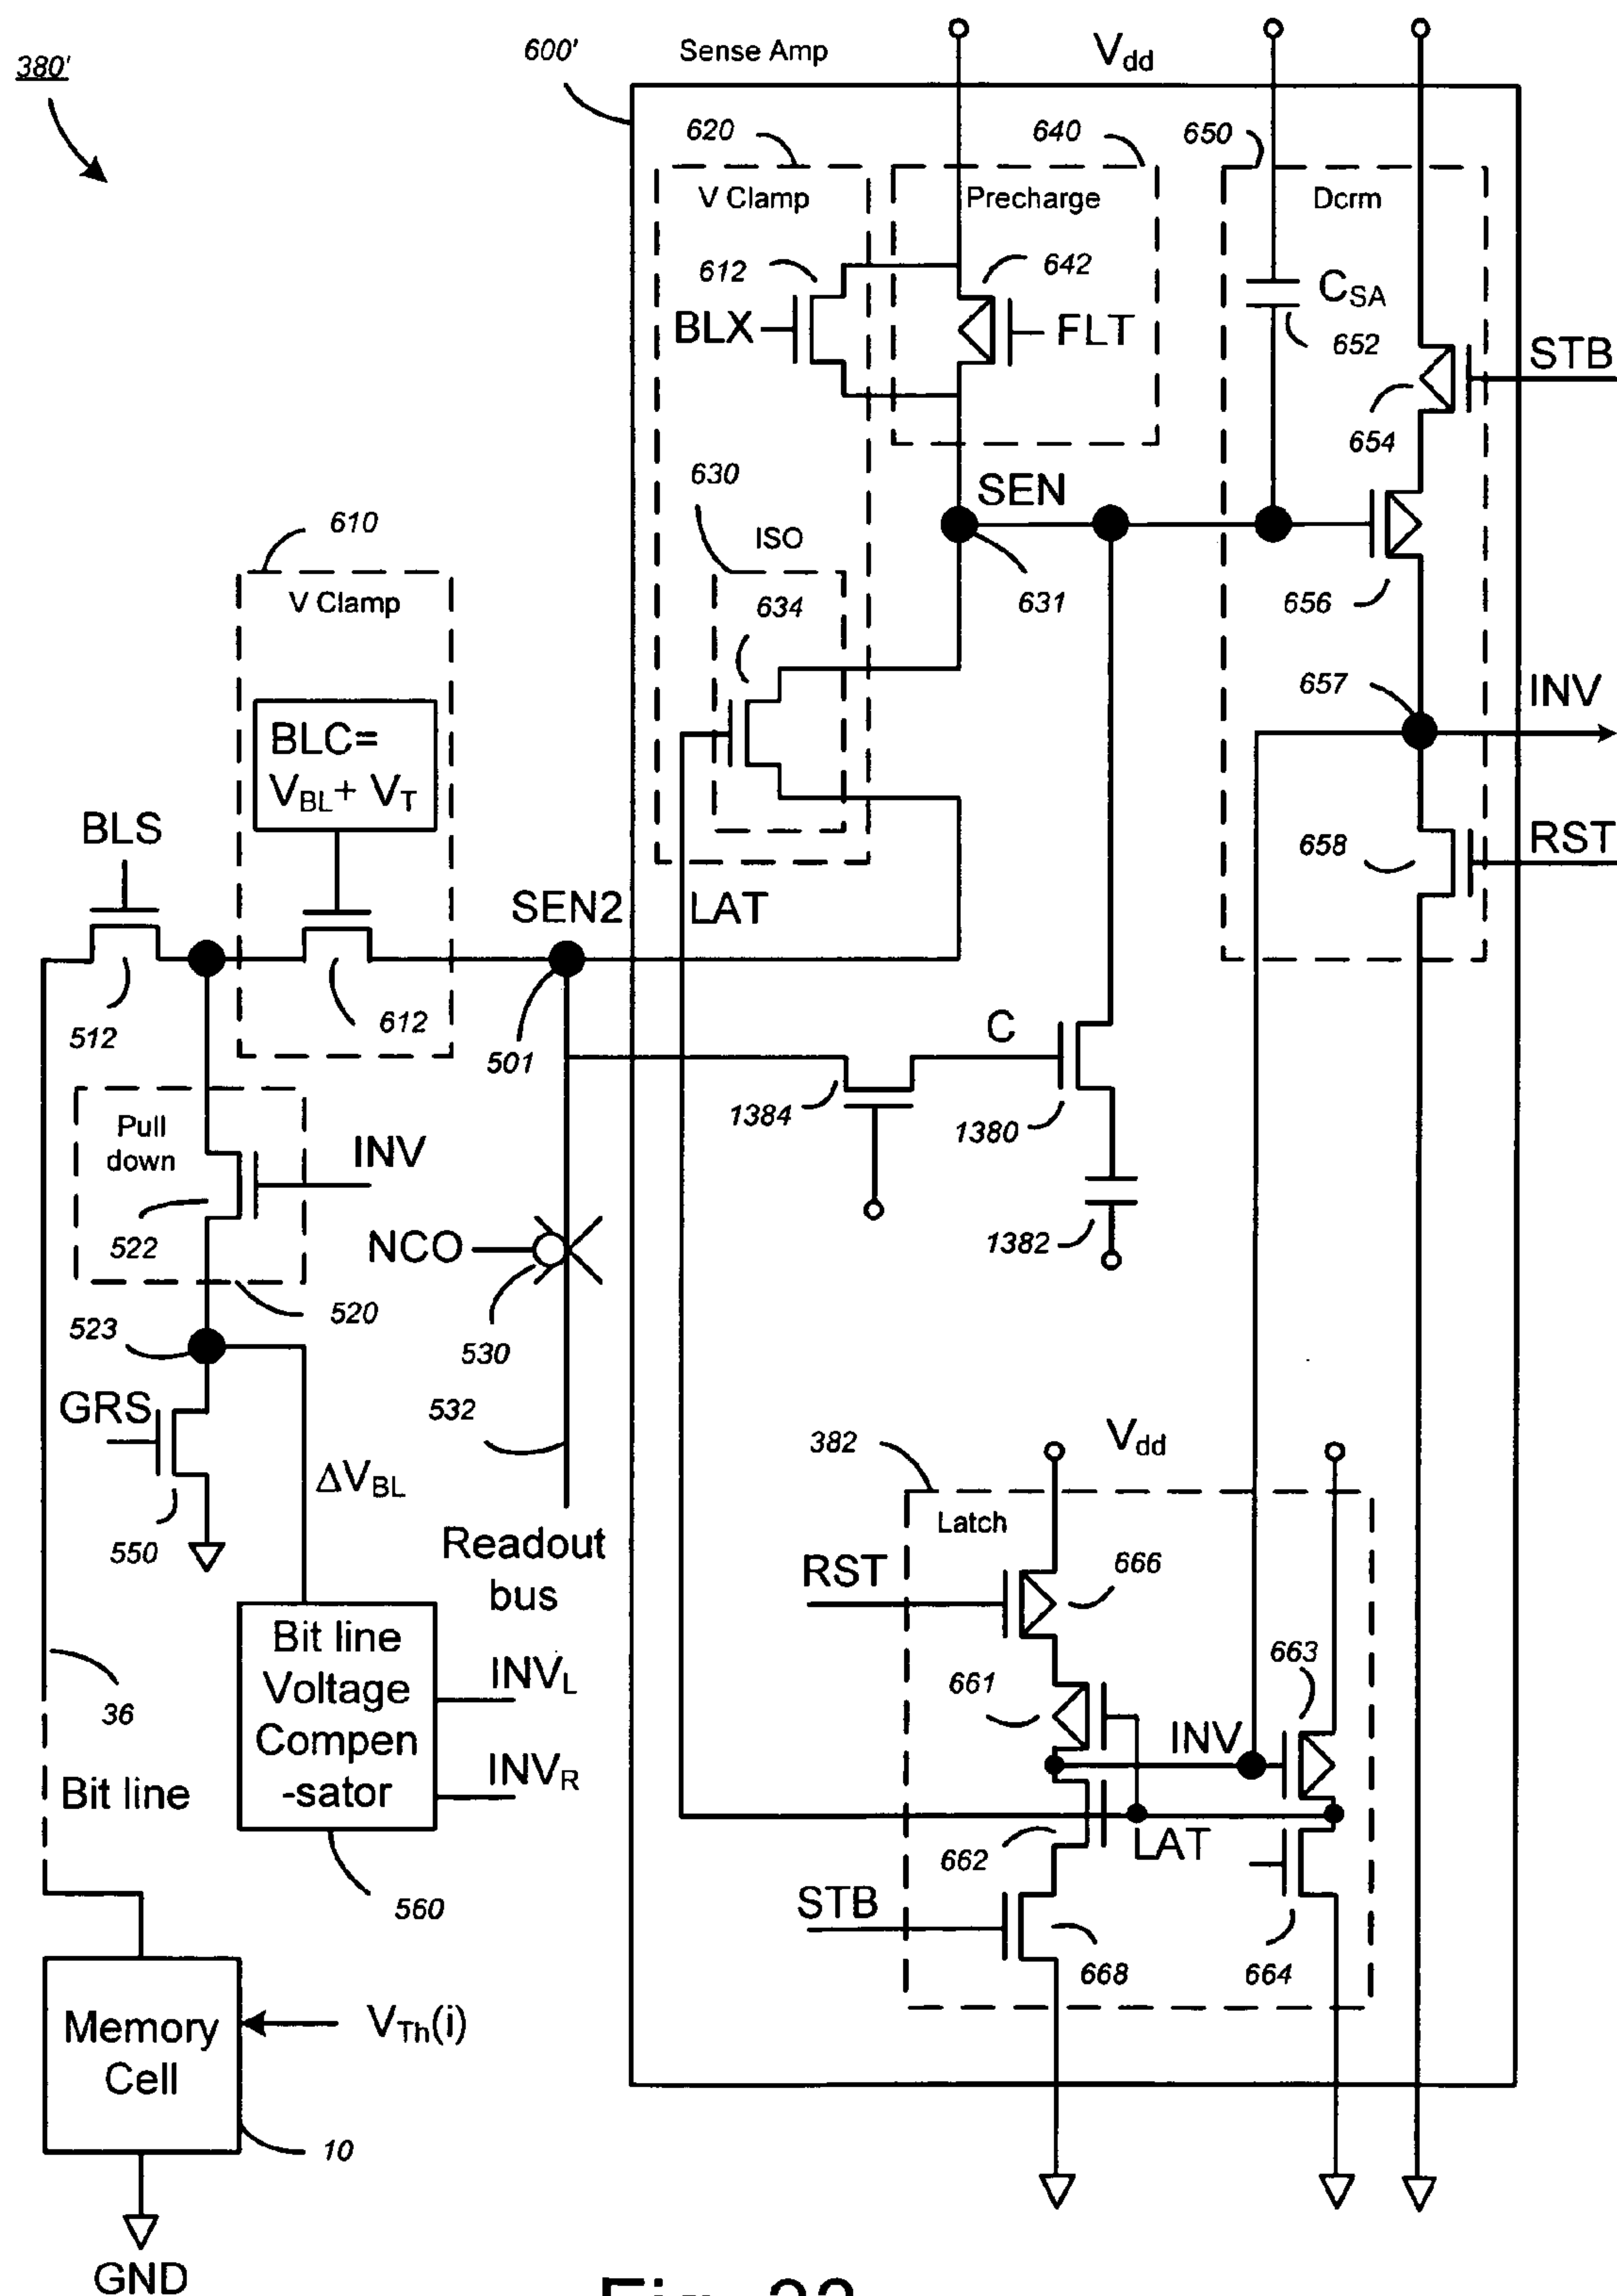 380'
600'
Sense Amp
Vdd
620
640
650
V Clamp
Precharge
Dcrm
612
642
BLX
FLT
CSA
652
STB
654
630
SEN
610
ISO
V Clamp
634
631
656
657
INV
BLC=
VBL+ VT
BLS
658
RST
SEN2
LAT
512
612
501
C
1384
1380
Pull
down
INV
522
NCO
1382
520
523
530
GRS
532
382
Vdd
ΔVBL
Latch
550
Readout
bus
RST
666
Bit line
Voltage
Compen
-sator
INVL
INVR
663
661
36
INV
Bit line
LAT
662
560
STB
668
664
Memory
Cell
VTh(i)
10
GND